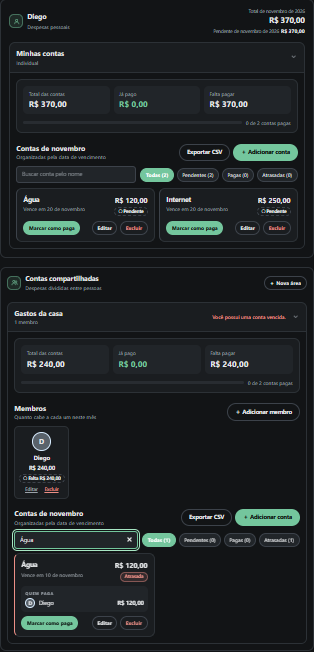 Diego
Despesas pessoais
Total de novembro de 2026
R$ 370,00
Pendente de novembro de 2026 R$ 370,00
Minhas contas
Individual
Total das contas
R$ 370,00
Já pago
R$ 0,00
Falta pagar
R$ 370,00
0 de 2 contas pagas
Contas de novembro
Organizadas pela data de vencimento
Exportar CSV
+ Adicionar conta
Buscar conta pelo nome
Todas (2)
Pendentes (2)
Pagas (0)
Atrasadas (0)
Água
R$ 120,00
Vence em 20 de novembro
Pendente
Marcar como paga
Editar
Excluir
Internet
R$ 250,00
Vence em 20 de novembro
Pendente
Marcar como paga
Editar
Excluir
Contas compartilhadas
Despesas divididas entre pessoas
+ Nova área
Gastos da casa
1 membro
Você possui uma conta vencida.
Total das contas
R$ 240,00
Já pago
R$ 0,00
Falta pagar
R$ 240,00
0 de 2 contas pagas
Membros
Quanto cabe a cada um neste mês
+ Adicionar membro
D
Diego
R$ 240,00
Falta R$ 240,00
Editar
Excluir
Contas de novembro
Organizadas pela data de vencimento
Exportar CSV
+ Adicionar conta
Água
Todas (1)
Pendentes (0)
Pagas (0)
Atrasadas (1)
Água
R$ 120,00
Vence em 10 de novembro
Atrasada
QUEM PAGA
D
Diego
R$ 120,00
Marcar como paga
Editar
Excluir